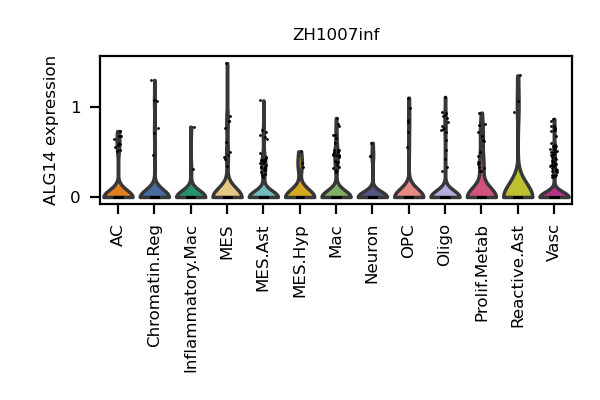 ZH1007inf
ALG14 expression
1
0
AC
Chromatin.Reg
Inflammatory.Mac
MES
MES.Ast
MES.Hyp
Mac
Neuron
OPC
Oligo
Prolif.Metab
Reactive.Ast
Vasc